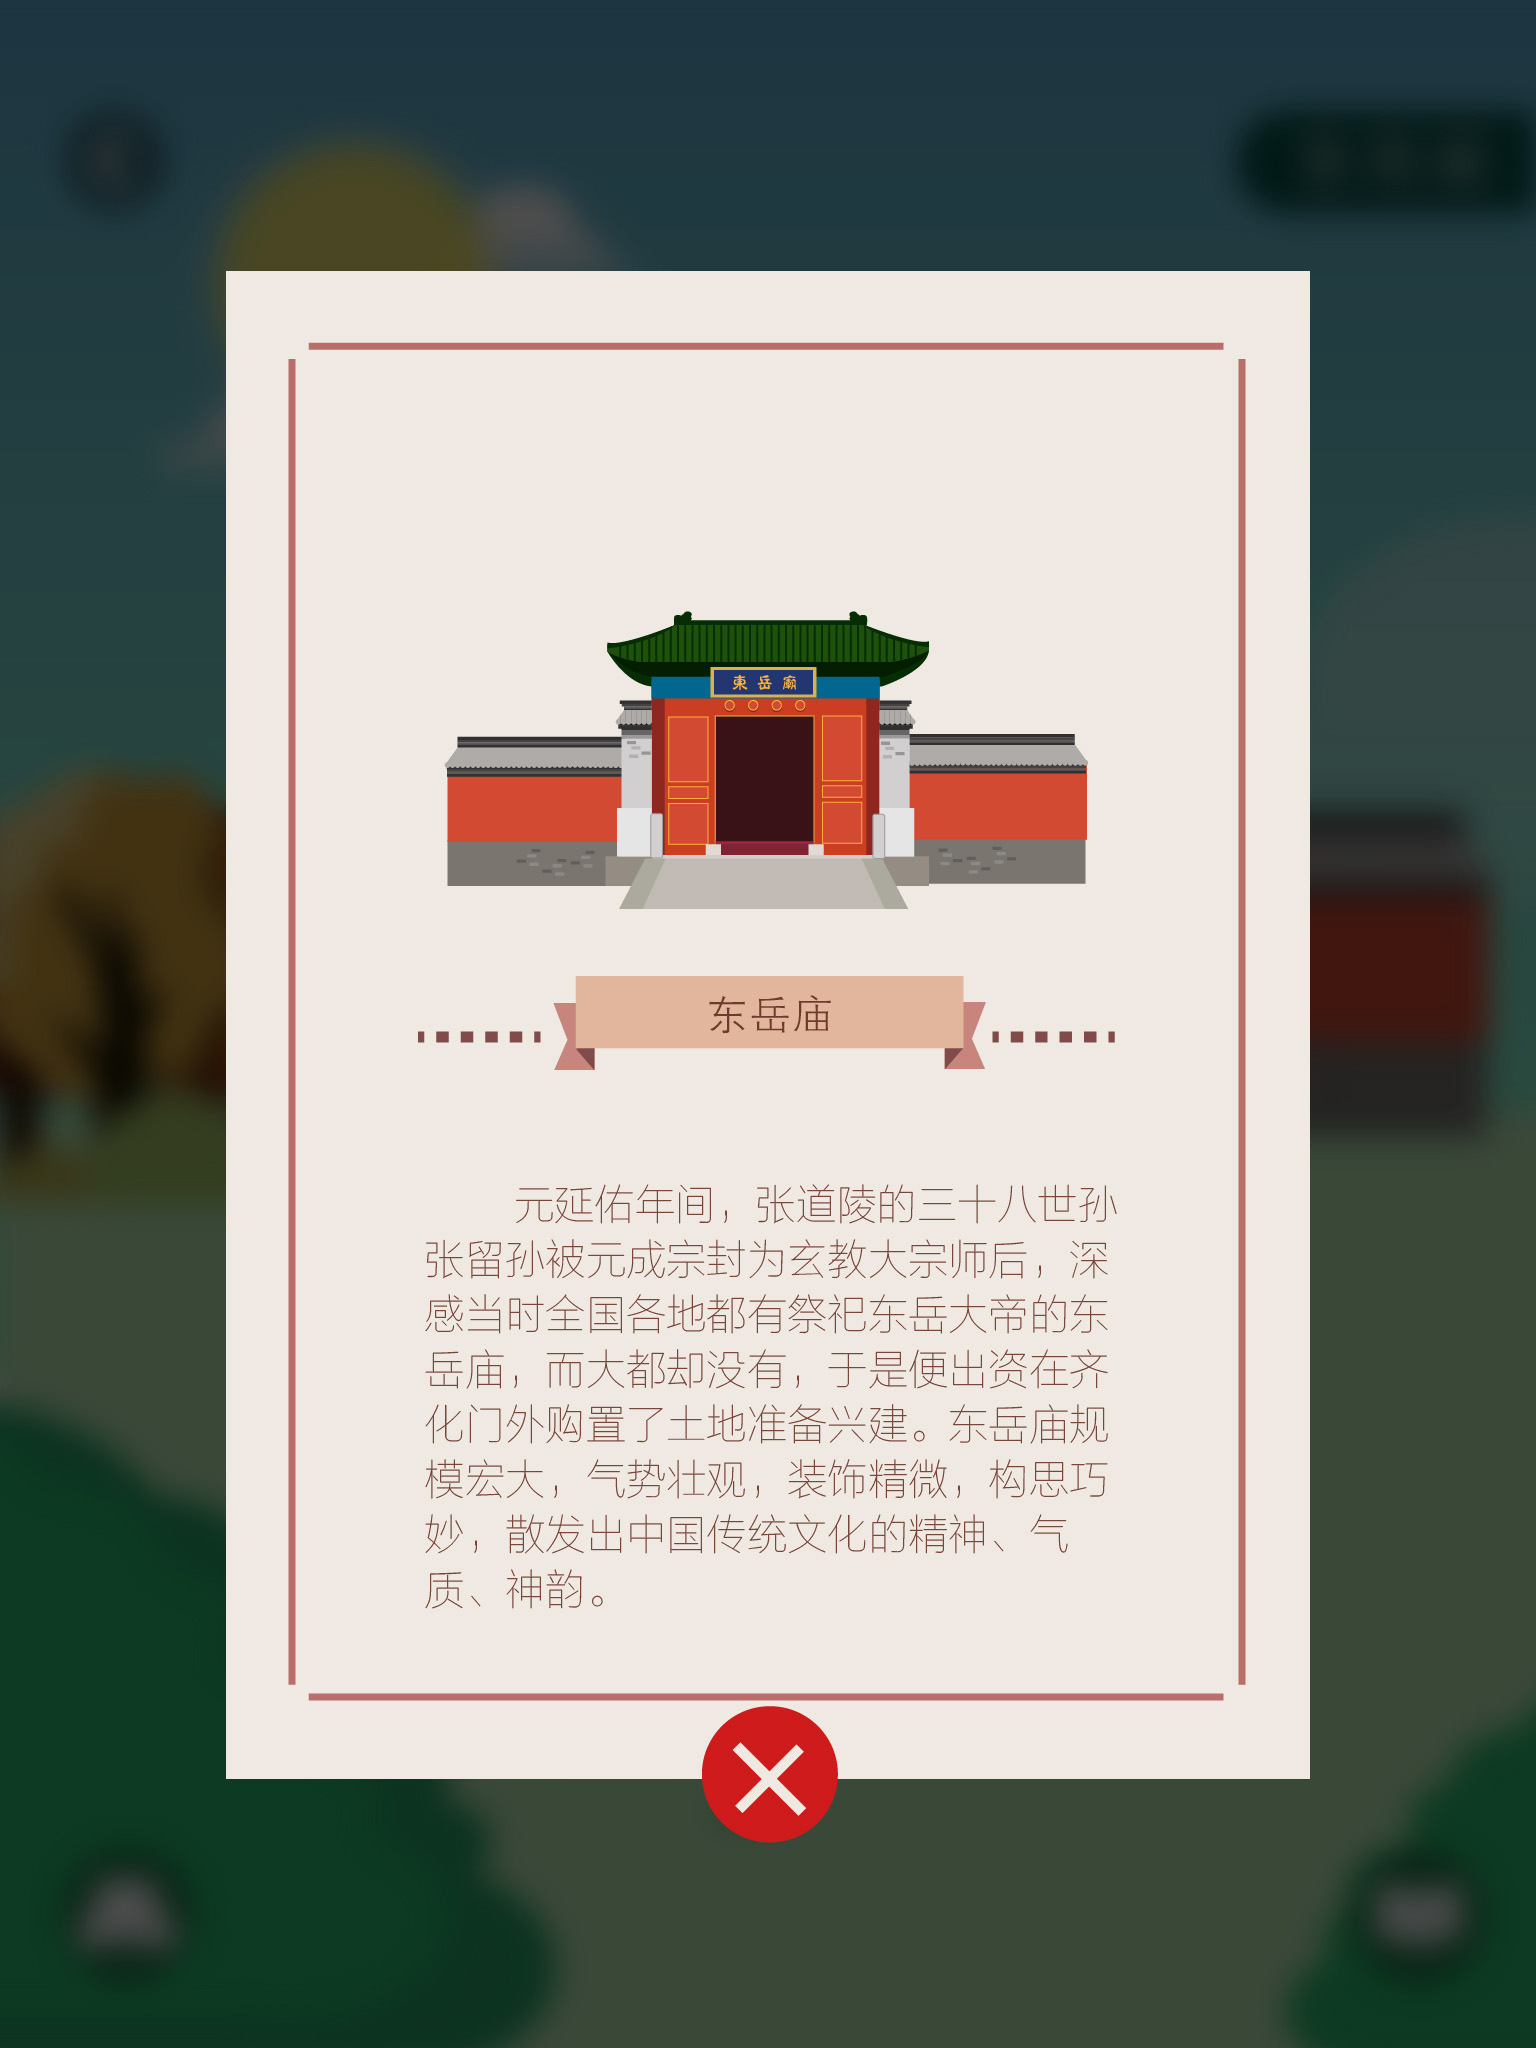 東岳廟
东岳庙
元延佑年间，张道陵的三十八世孙
张留孙被元成宗封为玄教大宗师后，深
感当时全国各地都有祭祀东岳大帝的东
岳庙，而大都却没有，于是便出资在齐
化门外购置了土地准备兴建。东岳庙规
模宏大，气势壮观，装饰精微，构思巧
妙，散发出中国传统文化的精神、气
质、神韵。